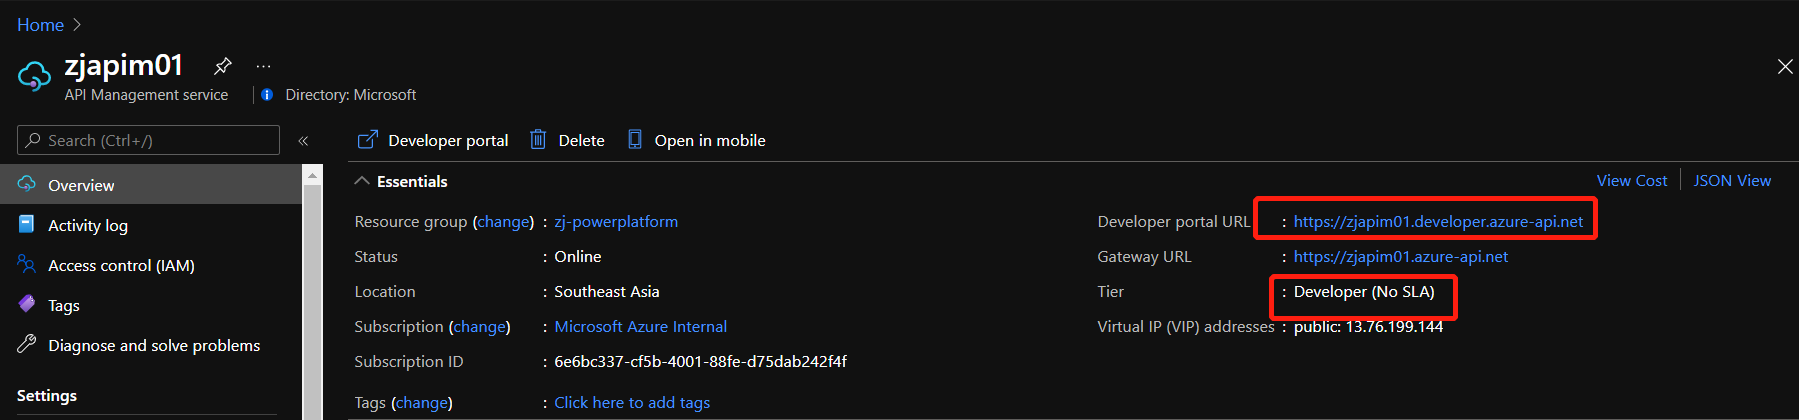 Home >
zjapim01 ...
API Management service | Directory: Microsoft
Search (Ctrl+/) «
Developer portal Delete Open in mobile
Overview
Activity log
Access control (IAM)
Tags
Diagnose and solve problems
Settings
Essentials View Cost | JSON View
Resource group (change) : zj-powerplatform
Status : Online
Location : Southeast Asia
Subscription (change) : Microsoft Azure Internal
Subscription ID : 6e6bc337-cf5b-4001-88fe-d75dab242f4f
Tags (change) : Click here to add tags
Developer portal URL : https://zjapim01.developer.azure-api.net
Gateway URL : https://zjapim01.azure-api.net
Tier : Developer (No SLA)
Virtual IP (VIP) addresses : public: 13.76.199.144